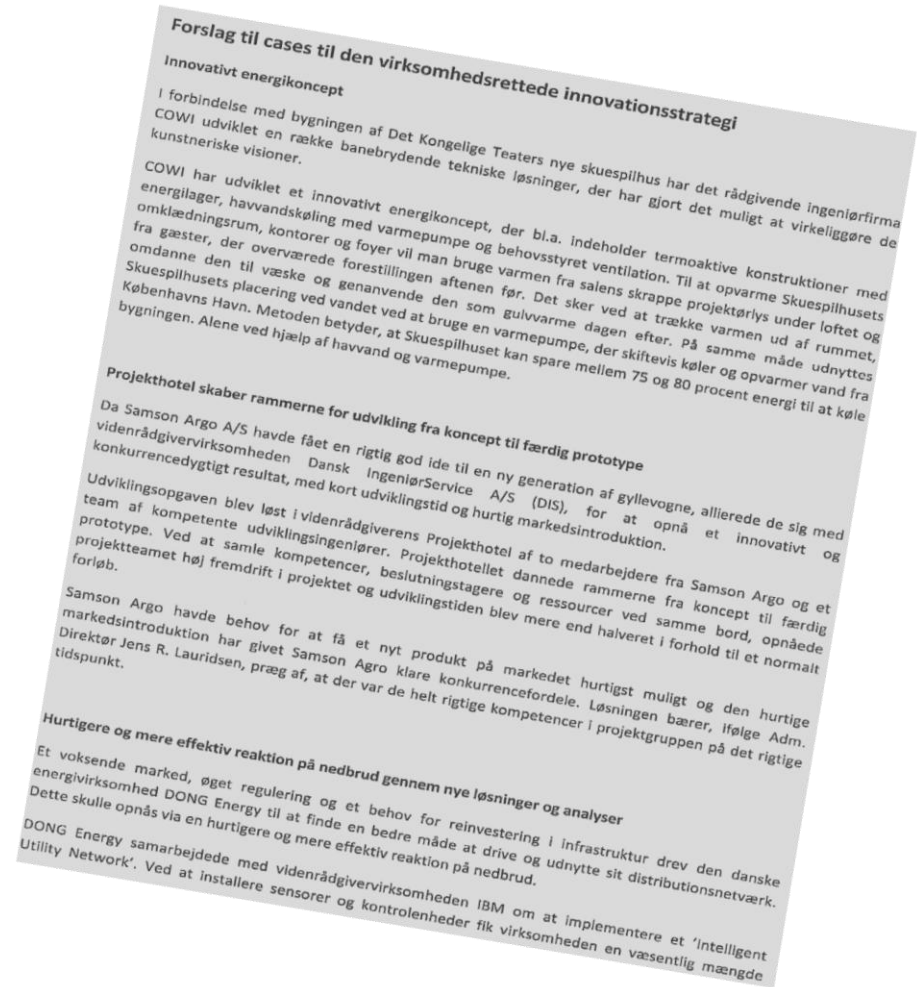 Forslag til cases til den virksomhedsrettede innovationsstrategi
Innovativt energikoncept
I forbindelse med bygningen af Det Kongelige Teaters nye skuespilhus har det rådgivende ingeniørfirma
COWI udviklet en række banebrydende tekniske løsninger, der har gjort det muligt at virkeliggøre de
kunstneriske visioner.
COWI har udviklet et innovativt energikoncept, der bl.a. indeholder termoaktive konstruktioner med
energilager, havvandskøling med varmepumpe og behovsstyret ventilation. Til at opvarme Skuespilhusets
omklædningsrum, kontorer og foyer vil man bruge varmen fra salens skrappe projektørlys under loftet og
fra gæster, der overværede forestillingen aftenen før. Det sker ved at trække varmen ud af rummet,
omdanne den til væske og genanvende den som gulvvarme dagen efter. På samme måde udnyttes
Skuespilhusets placering ved vandet ved at bruge en varmepumpe, der skiftevis køler og opvarmer vand fra
Københavns Havn. Metoden betyder, at Skuespilhuset kan spare mellem 75 og 80 procent energi til at køle
bygningen. Alene ved hjælp af havvand og varmepumpe.
Projekthotel skaber rammerne for udvikling fra koncept til færdig prototype
Da Samson Argo A/S havde fået en rigtig god ide til en ny generation af gyllevogne, allierede de sig med
videnrådgivervirksomheden Dansk IngeniørService A/S (DIS), for at opnå et innovativt og
konkurrencedygtigt resultat, med kort udviklingstid og hurtig markedsintroduktion.
Udviklingsopgaven blev løst i videnrådgiverens Projekthotel af to medarbejdere fra Samson Argo og et
team af kompetente udviklingsingeniører. Projekthotellet dannede rammerne fra koncept til færdig
prototype. Ved at samle kompetencer, beslutningstagere og ressourcer ved samme bord, opnåede
projektteamet høj fremdrift i projektet og udviklingstiden blev mere end halveret i forhold til et normalt
forløb.
Samson Argo havde behov for at få et nyt produkt på markedet hurtigst muligt og den hurtige
markedsintroduktion har givet Samson Agro klare konkurrencefordele. Løsningen bærer, ifølge Adm.
Direktør Jens R. Lauridsen, præg af, at der var de helt rigtige kompetencer i projektgruppen på det rigtige
tidspunkt.
Hurtigere og mere effektiv reaktion på nedbrud gennem nye løsninger og analyser
Et voksende marked, øget regulering og et behov for reinvestering i infrastruktur drev den danske
energivirksomhed DONG Energy til at finde en bedre måde at drive og udnytte sit distributionsnetværk.
Dette skulle opnås via en hurtigere og mere effektiv reaktion på nedbrud.
DONG Energy samarbejdede med videnrådgivervirksomheden IBM om at implementere et 'Intelligent
Utility Network'. Ved at installere sensorer og kontrolenheder fik virksomheden en væsentlig mængde